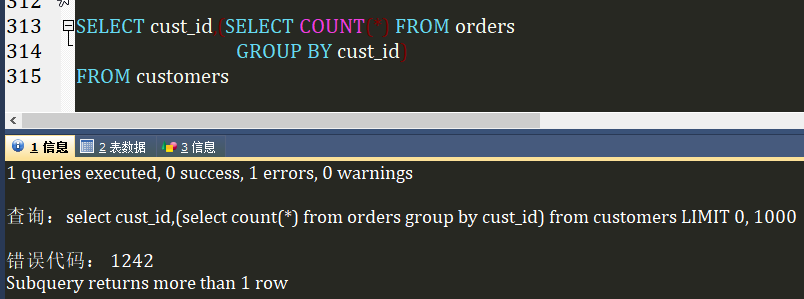 312
313 SELECT cust_id,(SELECT COUNT(*) FROM orders
314 GROUP BY cust_id)
315 FROM customers
1 信息 2 表数据 3 信息
1 queries executed, 0 success, 1 errors, 0 warnings
查询：select cust_id,(select count(*) from orders group by cust_id) from customers LIMIT 0, 1000
错误代码： 1242
Subquery returns more than 1 row